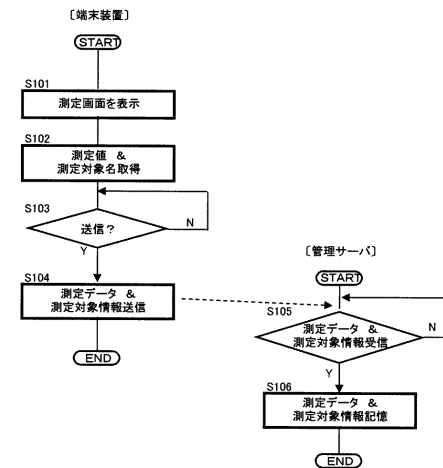 〔端末装置〕
START
S101
測定画面を表示
S102
測定値 &
測定対象名取得
S103
送信?
N
Y
S104
測定データ &
測定対象情報送信
END
〔管理サーバ〕
START
S105
測定データ &
測定対象情報受信
N
Y
S106
測定データ &
測定対象情報記憶
END